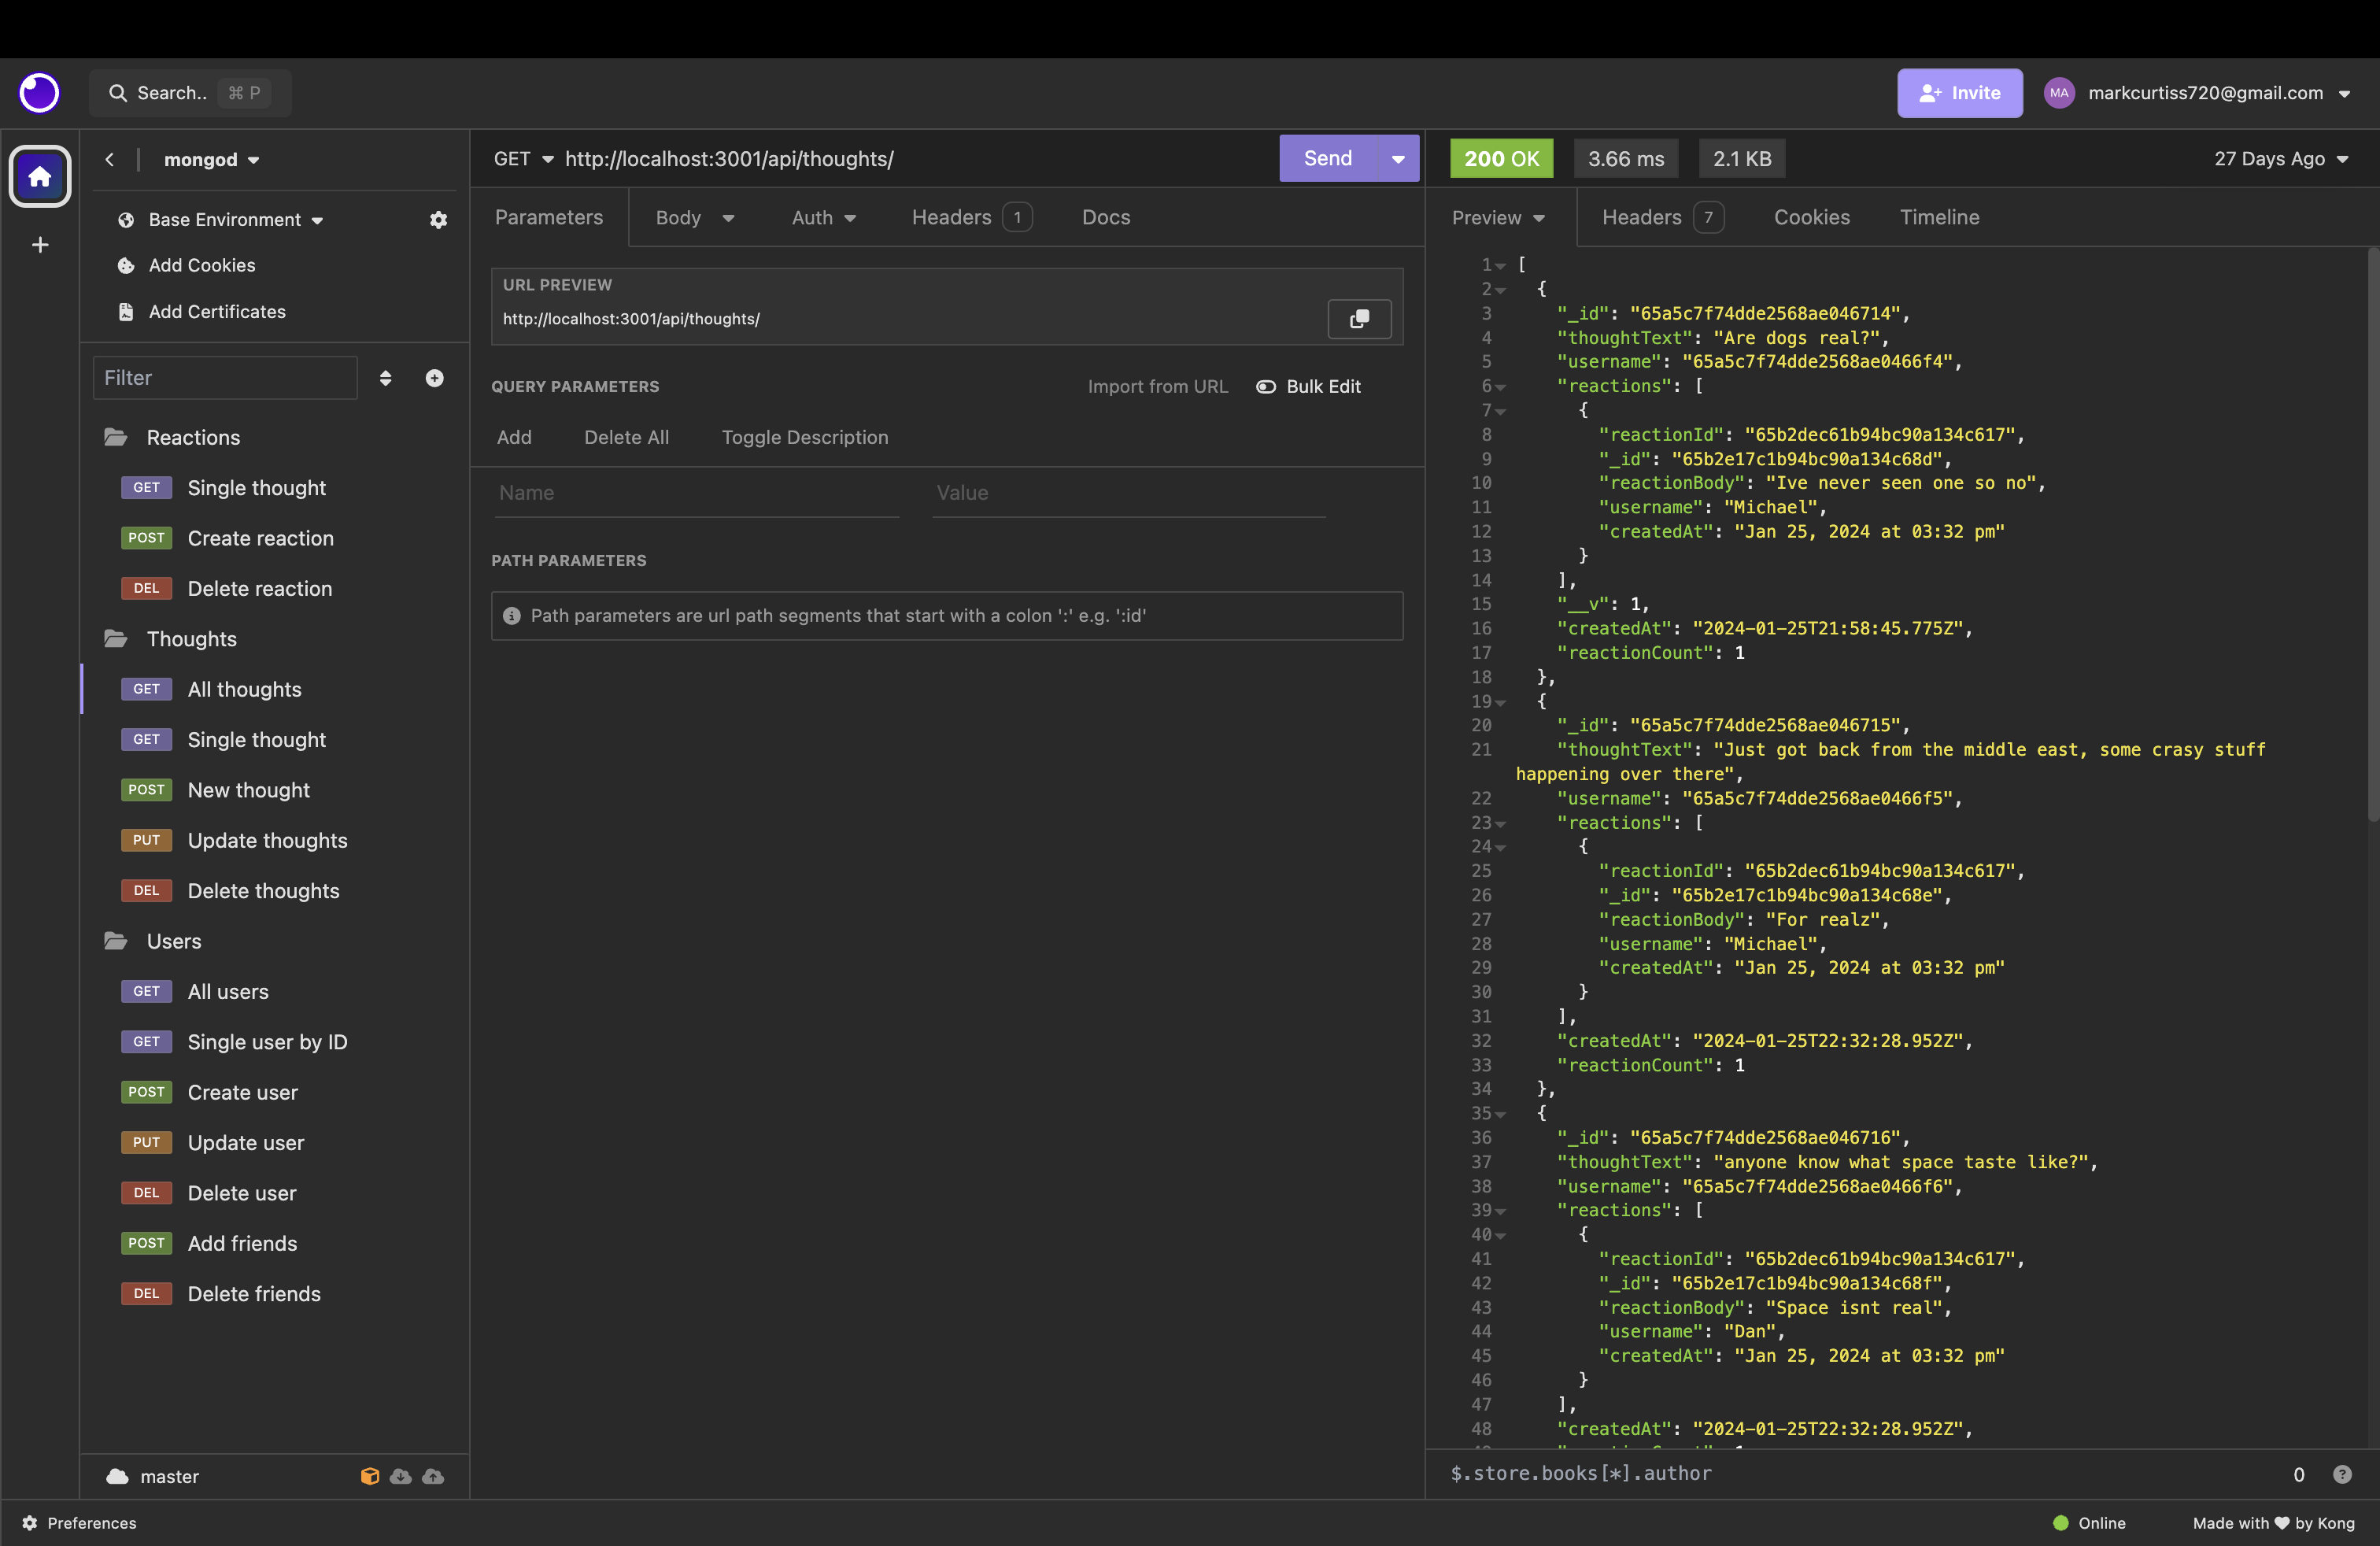 Search.. ⌘ P
Invite
MA markcurtiss720@gmail.com
mongod
Base Environment
Add Cookies
Add Certificates
Filter
Reactions
GET Single thought
POST Create reaction
DEL Delete reaction
Thoughts
GET All thoughts
GET Single thought
POST New thought
PUT Update thoughts
DEL Delete thoughts
Users
GET All users
GET Single user by ID
POST Create user
PUT Update user
DEL Delete user
POST Add friends
DEL Delete friends
master
GET http://localhost:3001/api/thoughts/ Send
Parameters Body Auth Headers 1 Docs
URL PREVIEW
http://localhost:3001/api/thoughts/
QUERY PARAMETERS Import from URL Bulk Edit
Add Delete All Toggle Description
Name Value
PATH PARAMETERS
Path parameters are url path segments that start with a colon ':' e.g. ':id'
200 OK 3.66 ms 2.1 KB 27 Days Ago
Preview Headers 7 Cookies Timeline
1 [
2 {
3 "_id": "65a5c7f74dde2568ae046714",
4 "thoughtText": "Are dogs real?",
5 "username": "65a5c7f74dde2568ae0466f4",
6 "reactions": [
7 {
8 "reactionId": "65b2dec61b94bc90a134c617",
9 "_id": "65b2e17c1b94bc90a134c68d",
10 "reactionBody": "Ive never seen one so no",
11 "username": "Michael",
12 "createdAt": "Jan 25, 2024 at 03:32 pm"
13 }
14 ],
15 "__v": 1,
16 "createdAt": "2024-01-25T21:58:45.775Z",
17 "reactionCount": 1
18 },
19 {
20 "_id": "65a5c7f74dde2568ae046715",
21 "thoughtText": "Just got back from the middle east, some crasy stuff
happening over there",
22 "username": "65a5c7f74dde2568ae0466f5",
23 "reactions": [
24 {
25 "reactionId": "65b2dec61b94bc90a134c617",
26 "_id": "65b2e17c1b94bc90a134c68e",
27 "reactionBody": "For realz",
28 "username": "Michael",
29 "createdAt": "Jan 25, 2024 at 03:32 pm"
30 }
31 ],
32 "createdAt": "2024-01-25T22:32:28.952Z",
33 "reactionCount": 1
34 },
35 {
36 "_id": "65a5c7f74dde2568ae046716",
37 "thoughtText": "anyone know what space taste like?",
38 "username": "65a5c7f74dde2568ae0466f6",
39 "reactions": [
40 {
41 "reactionId": "65b2dec61b94bc90a134c617",
42 "_id": "65b2e17c1b94bc90a134c68f",
43 "reactionBody": "Space isnt real",
44 "username": "Dan",
45 "createdAt": "Jan 25, 2024 at 03:32 pm"
46 }
47 ],
48 "createdAt": "2024-01-25T22:32:28.952Z",
$.store.books[*].author 0
Preferences
Online Made with ❤ by Kong